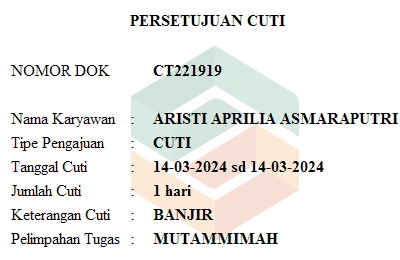 PERSETUJUAN CUTI
NOMOR DOK CT221919
Nama Karyawan : ARISTI APRILIA ASMARAPUTRI
Tipe Pengajuan : CUTI
Tanggal Cuti : 14-03-2024 sd 14-03-2024
Jumlah Cuti : 1 hari
Keterangan Cuti : BANJIR
Pelimpahan Tugas : MUTAMMIMAH